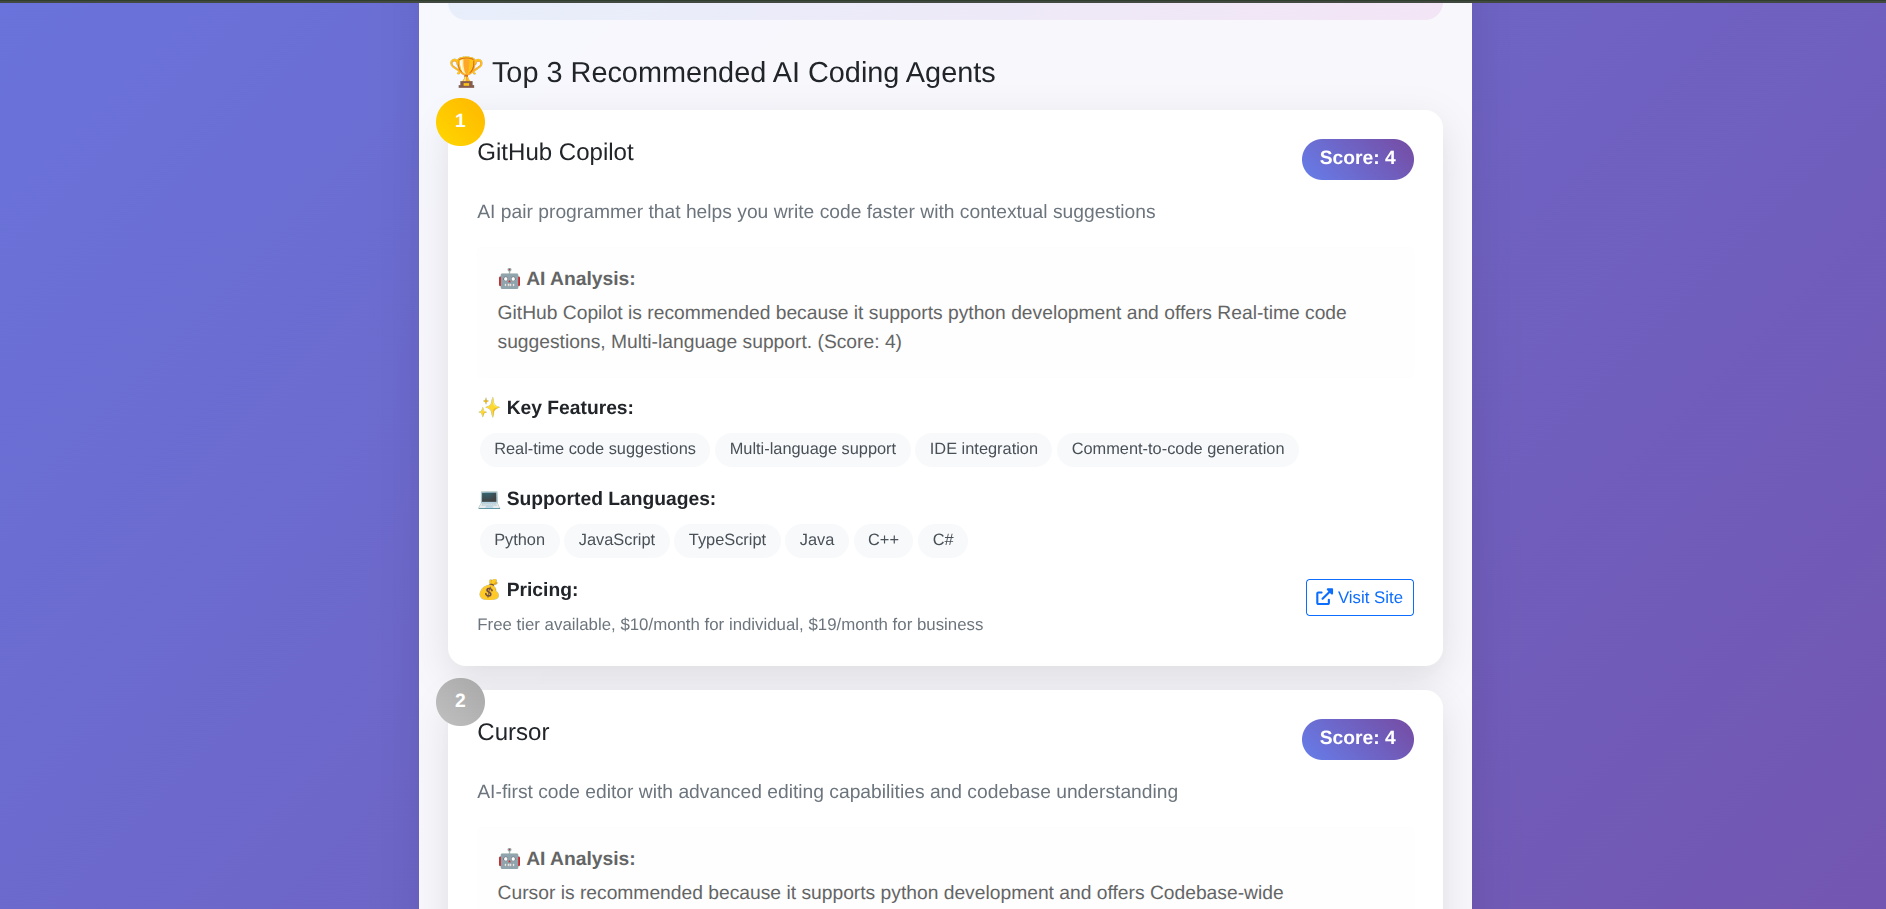 🏆 Top 3 Recommended AI Coding Agents
1
GitHub Copilot
Score: 4
AI pair programmer that helps you write code faster with contextual suggestions
🤖 AI Analysis:
GitHub Copilot is recommended because it supports python development and offers Real-time code
suggestions, Multi-language support. (Score: 4)
✨ Key Features:
Real-time code suggestions Multi-language support IDE integration Comment-to-code generation
💻 Supported Languages:
Python JavaScript TypeScript Java C++ C#
💰 Pricing:
Visit Site
Free tier available, $10/month for individual, $19/month for business
2
Cursor
Score: 4
AI-first code editor with advanced editing capabilities and codebase understanding
🤖 AI Analysis:
Cursor is recommended because it supports python development and offers Codebase-wide